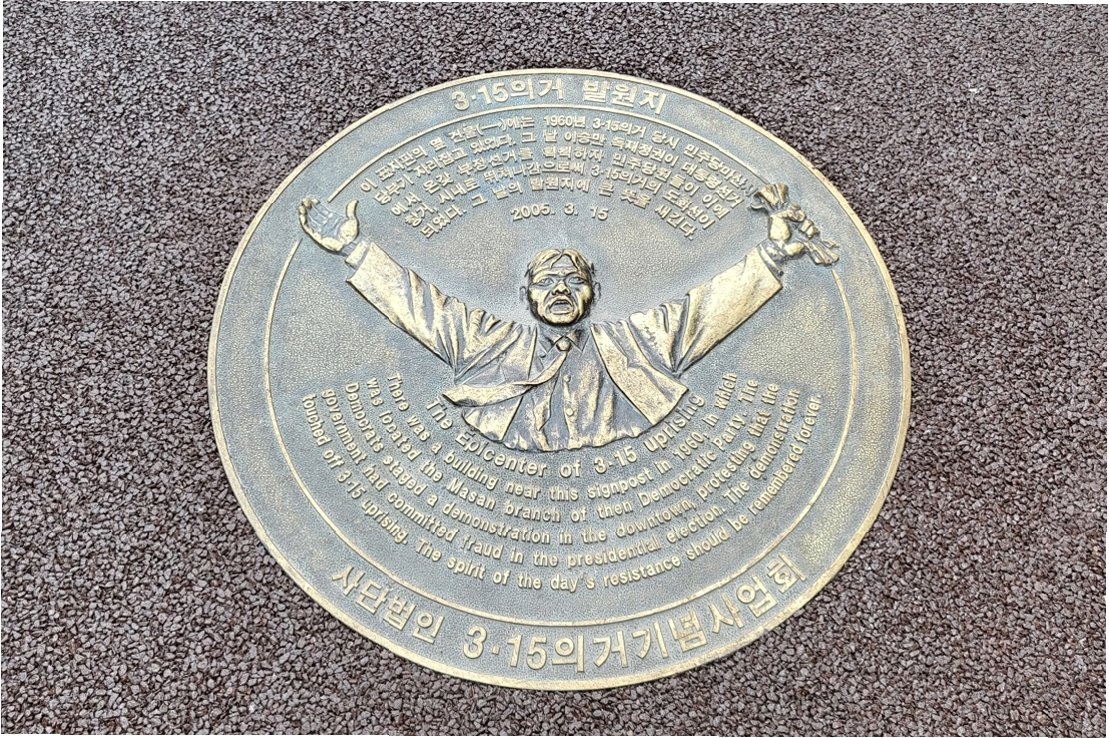 3·15의거 발원지
이 표지판의 옆 건물(→)에는 1960년 3·15의거 당시 민주당마산시
당부가 자리잡고 있었다. 그 날 이승만 독재정권이 대통령선거
에서 온갖 부정선거를 획책하자 민주당원들이 이에
항거, 시내로 뛰쳐나감으로써 3·15의거의 도화선이
되었다. 그 날의 발원지에 큰 뜻을 새긴다.
2005. 3. 15
The Epicenter of 3·15 uprising
There was a building near this signpost in 1960, in which
was located the Masan branch of then Democratic Party. The
Democrats staged a demonstration in the downtown, protesting that the
government had committed fraud in the presidential election. The demonstration
touched off 3·15 uprising. The spirit of the day's resistance should be remembered forever.
사단법인 3·15의거기념사업회